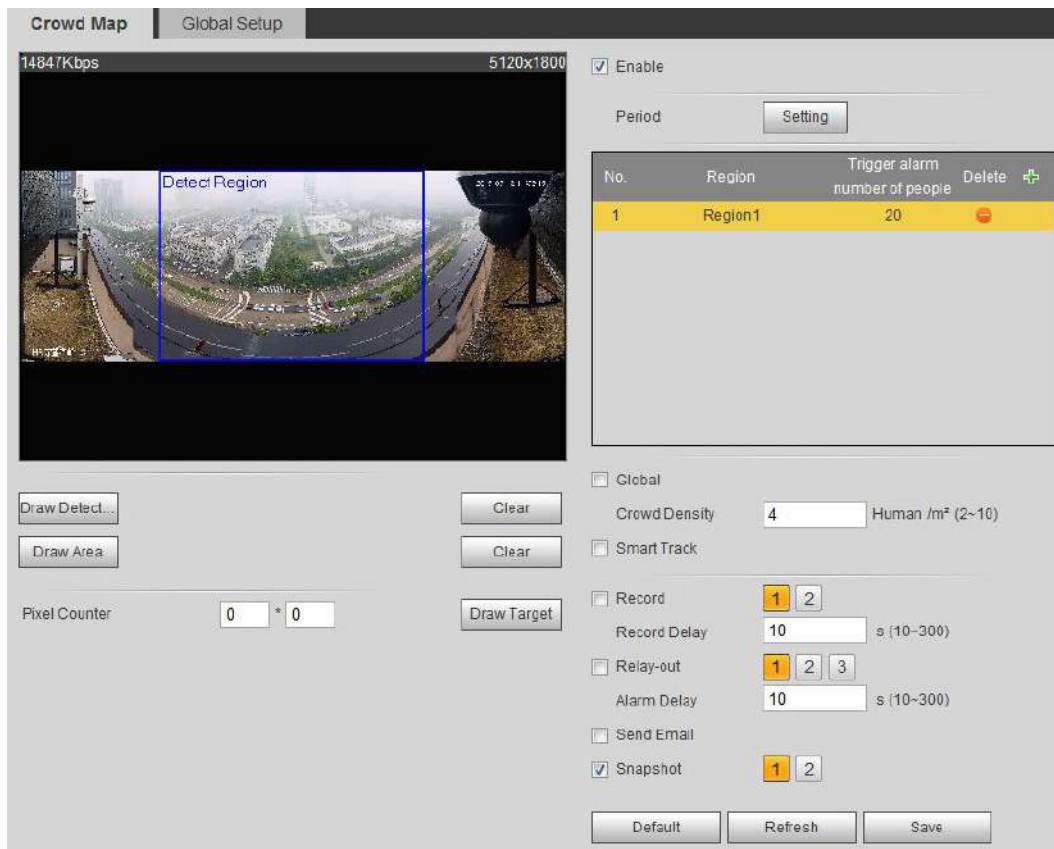 Crowd Map Global Setup
14847Kbps 5120x1800
Detect Region
Enable
Period Setting
No. Region Trigger alarm number of people Delete
1 Region1 20
Global
Crowd Density 4 Human /m² (2~10)
Smart Track
Draw Detect... Clear
Draw Area Clear
Pixel Counter 0 * 0 Draw Target
Record 1 2
Record Delay 10 s (10~300)
Relay-out 1 2 3
Alarm Delay 10 s (10~300)
Send Email
Snapshot 1 2
Default Refresh Save